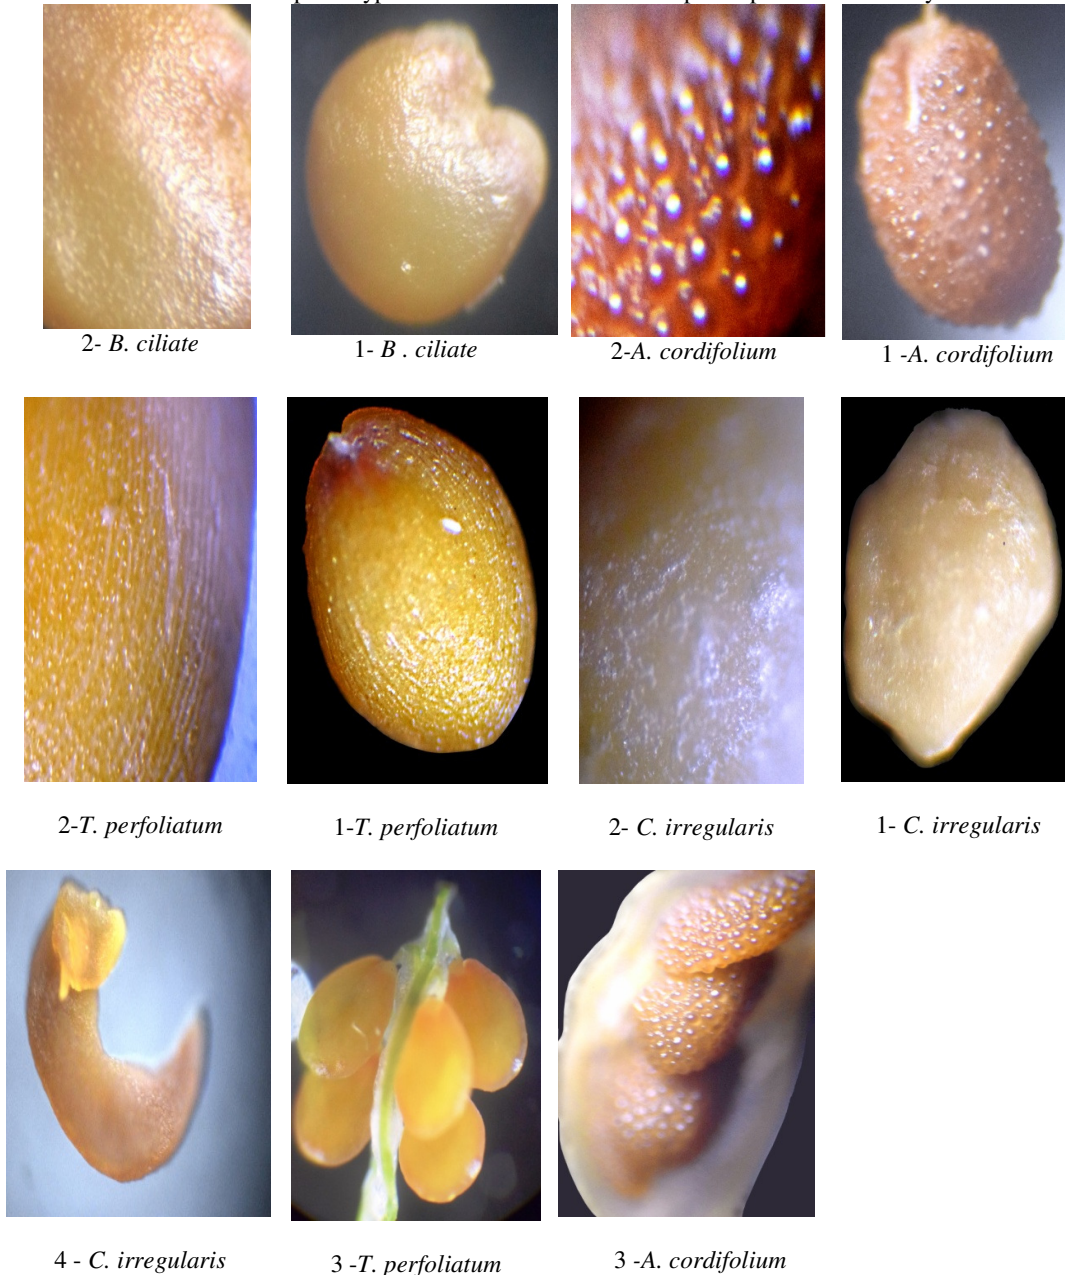 2- B. ciliate
1- B . ciliate
2-A. cordifolium
1 -A. cordifolium
2-T. perfoliatum
1-T. perfoliatum
2- C. irregularis
1- C. irregularis
4 - C. irregularis
3 -T. perfoliatum
3 -A. cordifolium